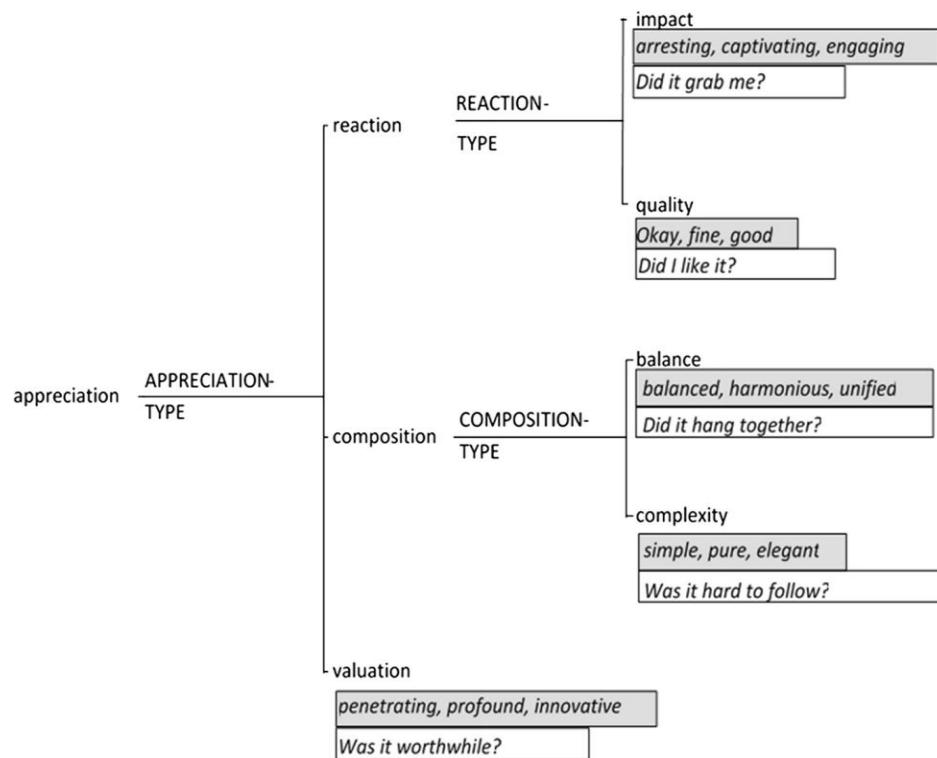 impact
arresting, captivating, engaging
Did it grab me?
REACTION-
TYPE
reaction
quality
Okay, fine, good
Did I like it?
balance
balanced, harmonious, unified
Did it hang together?
APPRECIATION-
TYPE
appreciation
COMPOSITION-
TYPE
composition
complexity
simple, pure, elegant
Was it hard to follow?
valuation
penetrating, profound, innovative
Was it worthwhile?